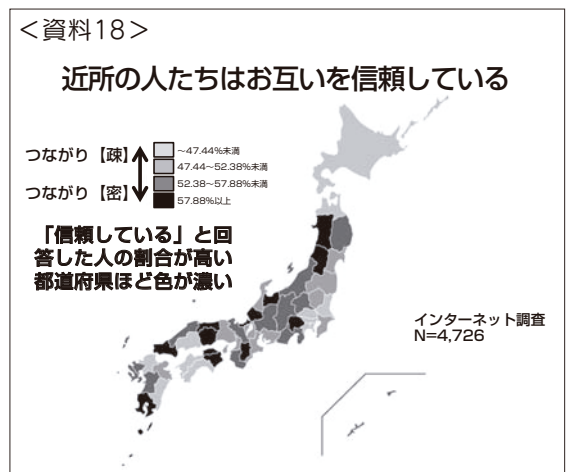 ＜資料18＞
近所の人たちはお互いを信頼している
つながり【疎】
つながり【密】
～47.44%未満
47.44～52.38%未満
52.38～57.88%未満
57.88%以上
「信頼している」と回
答した人の割合が高い
都道府県ほど色が濃い
インターネット調査
N=4,726